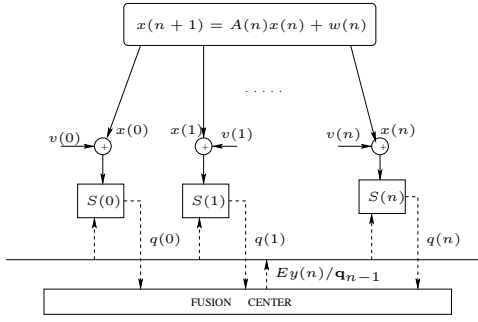 x(n + 1) = A(n)x(n) + w(n)
. . . . .
v(0) x(0) x(1) v(1) v(n) x(n)
+ + +
S(0) S(1) S(n)
q(0) q(1) q(n)
Ey(n)/q_{n−1}
FUSION CENTER